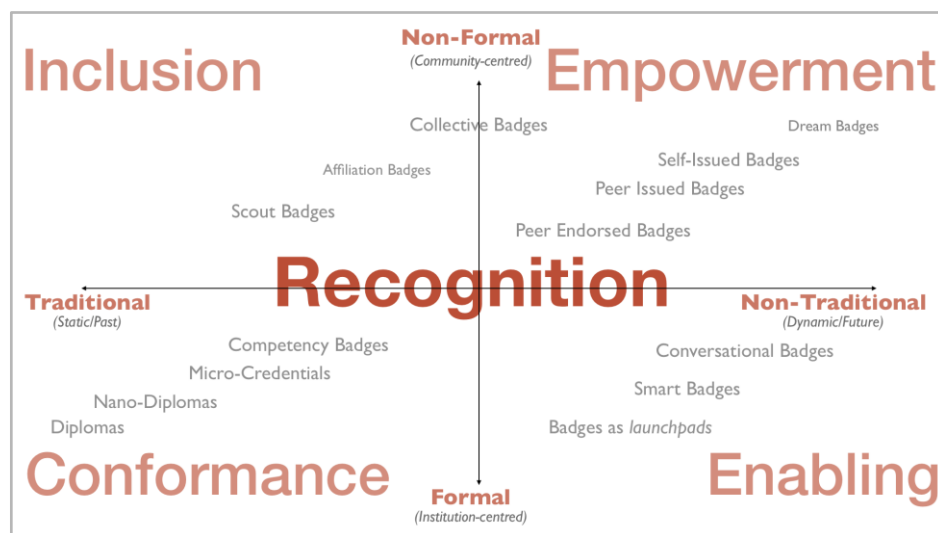 Non-Formal
(Community-centred)
Inclusion
Empowerment
Collective Badges
Dream Badges
Self-Issued Badges
Affiliation Badges
Peer Issued Badges
Scout Badges
Peer Endorsed Badges
Recognition
Traditional
(Static/Past)
Non-Traditional
(Dynamic/Future)
Competency Badges
Conversational Badges
Micro-Credentials
Smart Badges
Nano-Diplomas
Diplomas
Badges as launchpads
Conformance
Enabling
Formal
(Institution-centred)